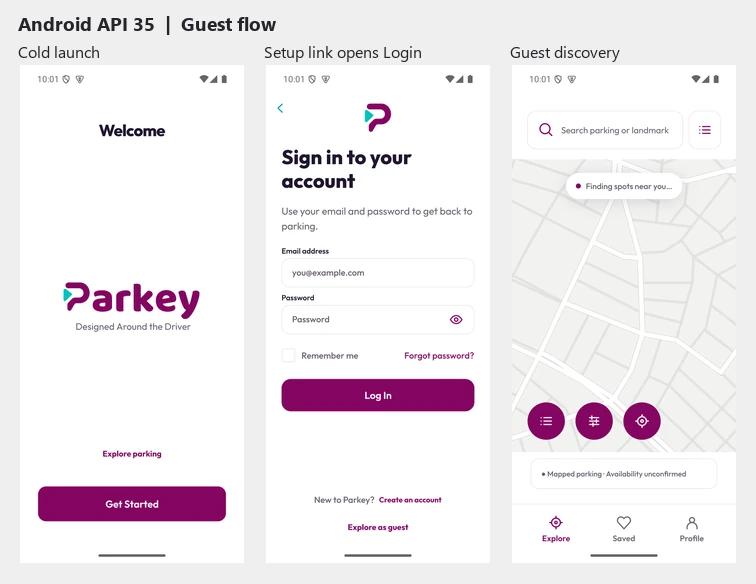 Android API 35 | Guest flow
Cold launch
10:01
Welcome
Parkey
Designed Around the Driver
Explore parking
Get Started
Setup link opens Login
10:01
Sign in to your
account
Use your email and password to get back to
parking.
Email address
you@example.com
Password
Password
Remember me
Forgot password?
Log In
New to Parkey? Create an account
Explore as guest
Guest discovery
10:01
Search parking or landmark
Finding spots near you...
• Mapped parking · Availability unconfirmed
Explore
Saved
Profile